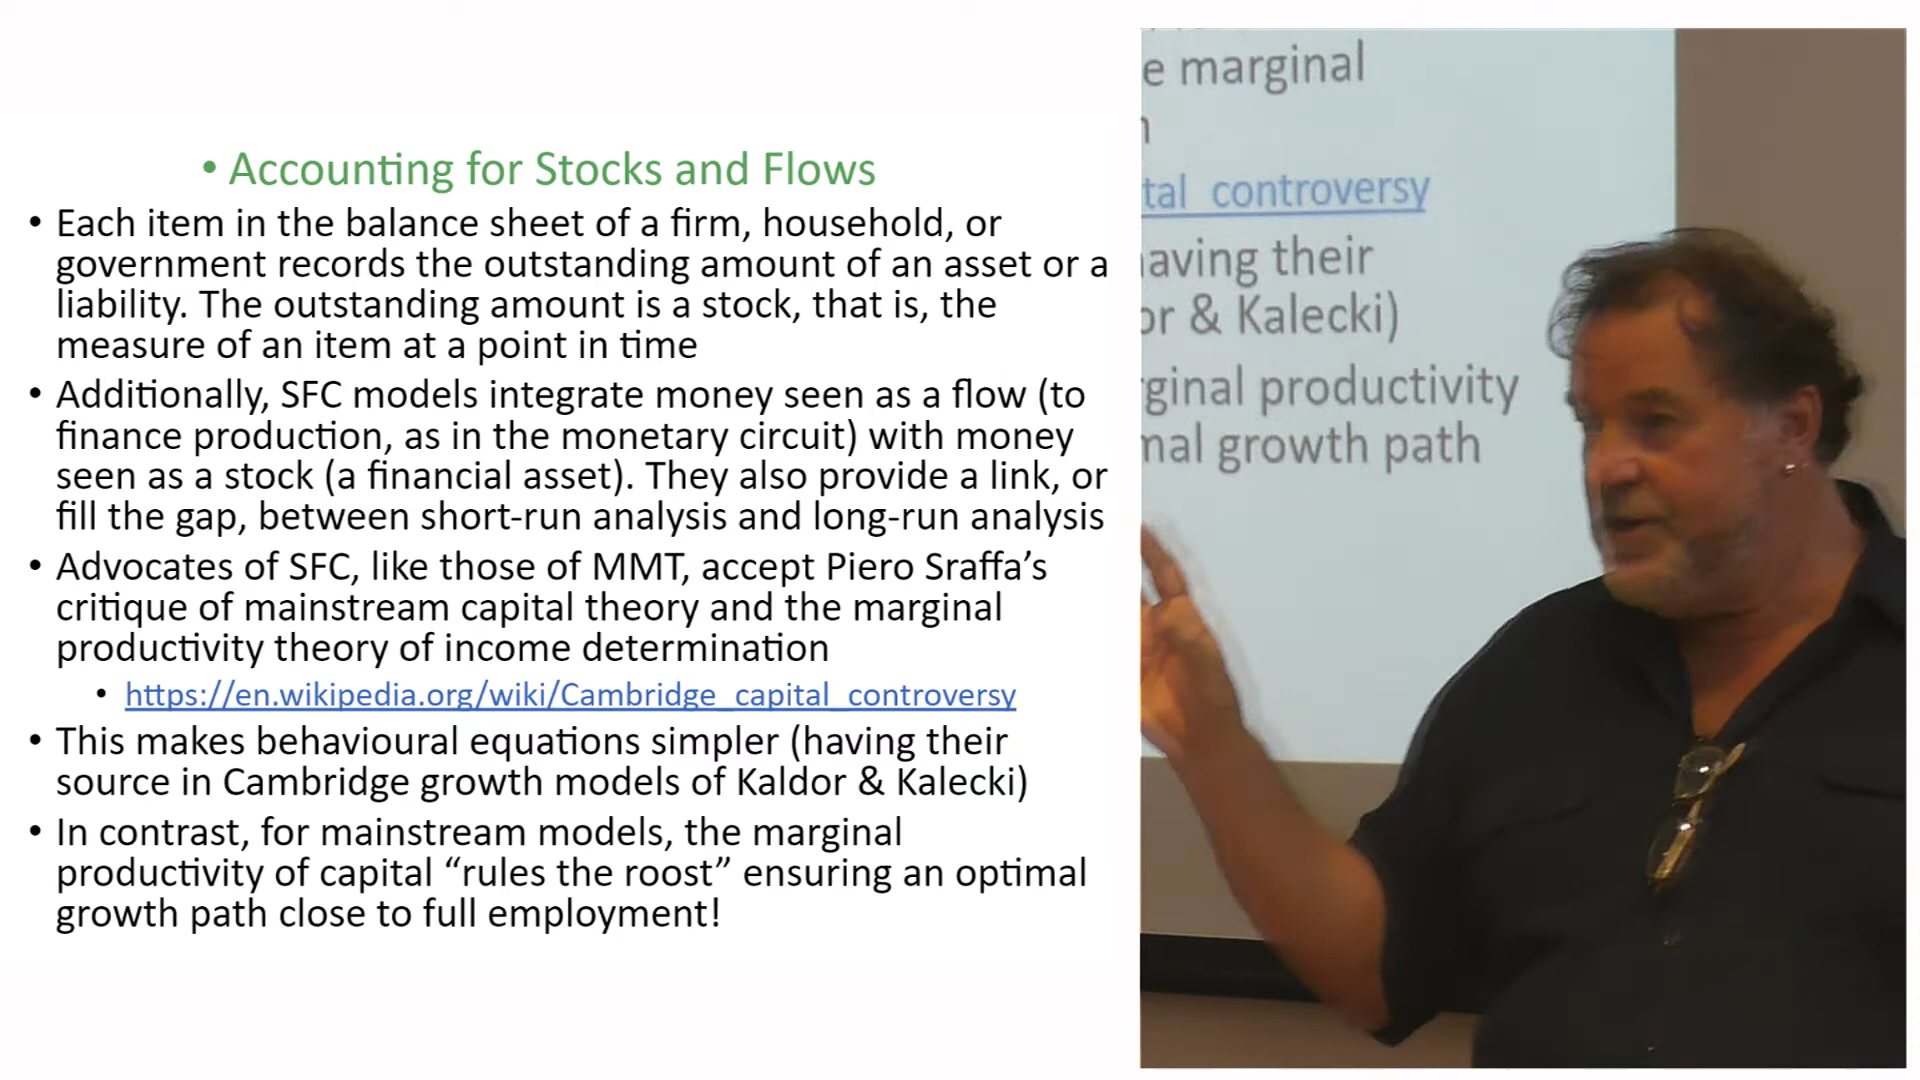 • Accounting for Stocks and Flows
• Each item in the balance sheet of a firm, household, or
government records the outstanding amount of an asset or a
liability. The outstanding amount is a stock, that is, the
measure of an item at a point in time
• Additionally, SFC models integrate money seen as a flow (to
finance production, as in the monetary circuit) with money
seen as a stock (a financial asset). They also provide a link, or
fill the gap, between short-run analysis and long-run analysis
• Advocates of SFC, like those of MMT, accept Piero Sraffa’s
critique of mainstream capital theory and the marginal
productivity theory of income determination
• https://en.wikipedia.org/wiki/Cambridge_capital_controversy
• This makes behavioural equations simpler (having their
source in Cambridge growth models of Kaldor & Kalecki)
• In contrast, for mainstream models, the marginal
productivity of capital “rules the roost” ensuring an optimal
growth path close to full employment!
e marginal
tal_controversy
aving their
or & Kalecki)
ginal productivity
mal growth path